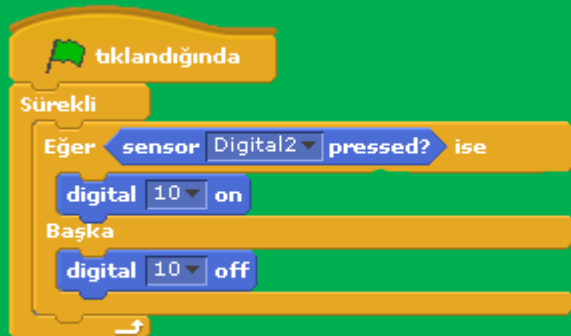 tıklandığında
Sürekli
Eğer sensor Digital2 pressed? ise
digital 10 on
Başka
digital 10 off